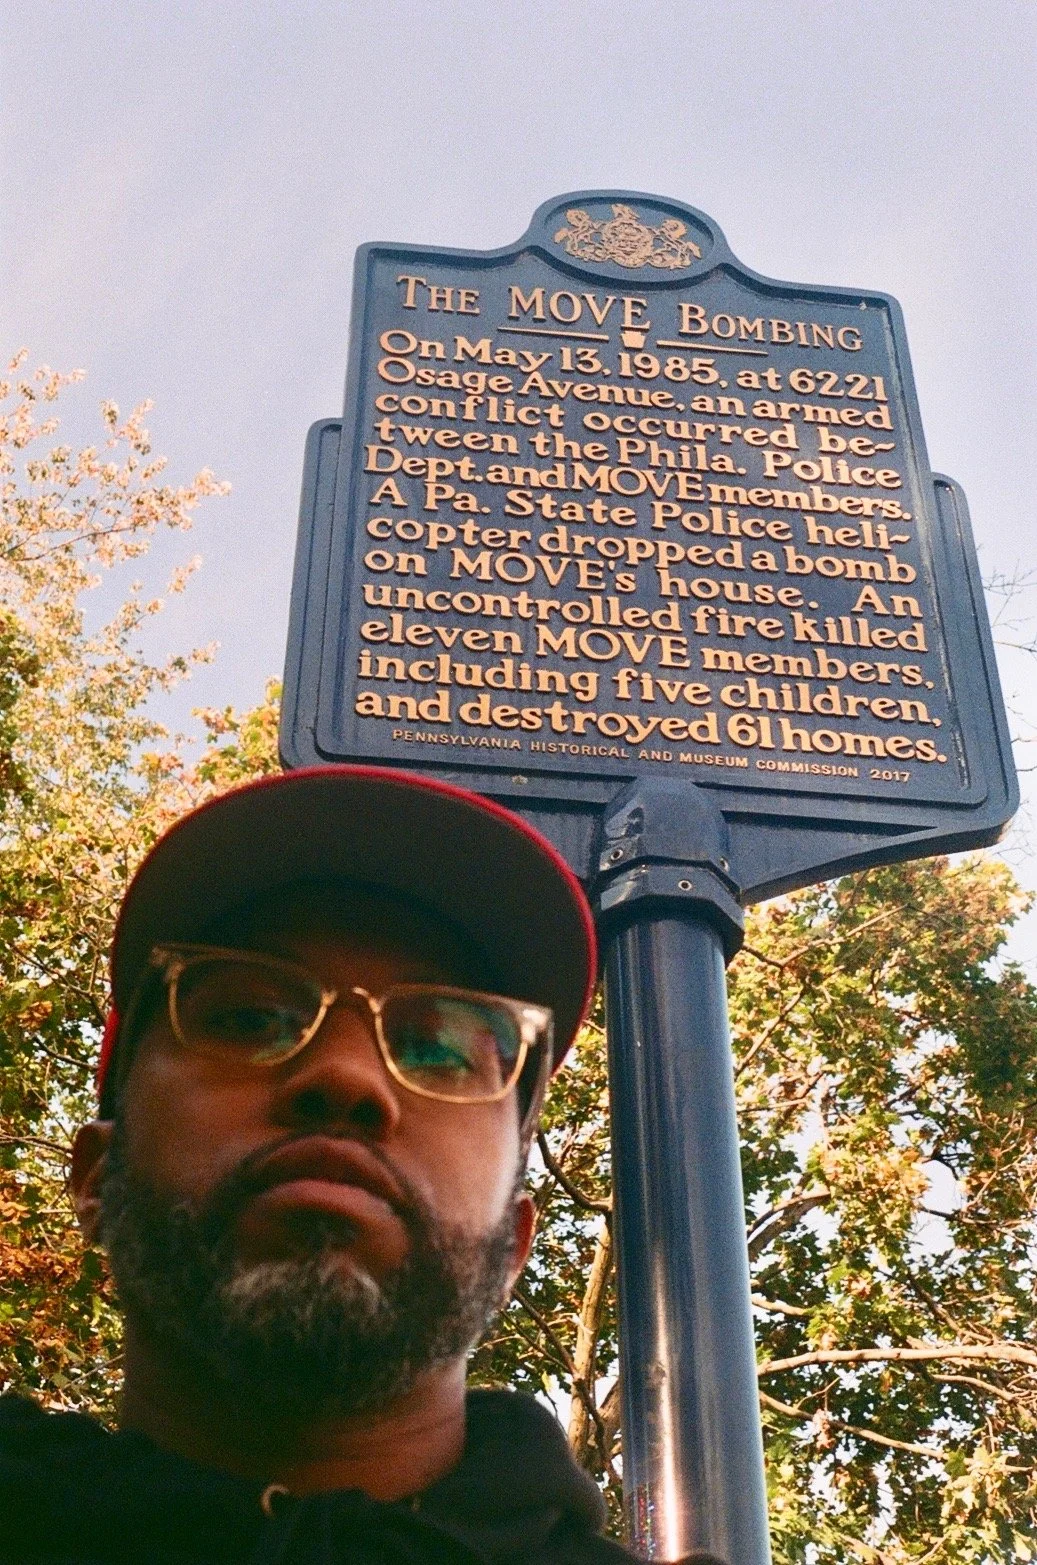 THE MOVE BOMBING
On May 13, 1985, at 6221
Osage Avenue, an armed
conflict occurred be-
tween the Phila. Police
Dept. and MOVE members.
A Pa. State Police heli-
copter dropped a bomb
on MOVE's house. An
uncontrolled fire killed
eleven MOVE members,
including five children,
and destroyed 61 homes.
PENNSYLVANIA HISTORICAL AND MUSEUM COMMISSION 2017